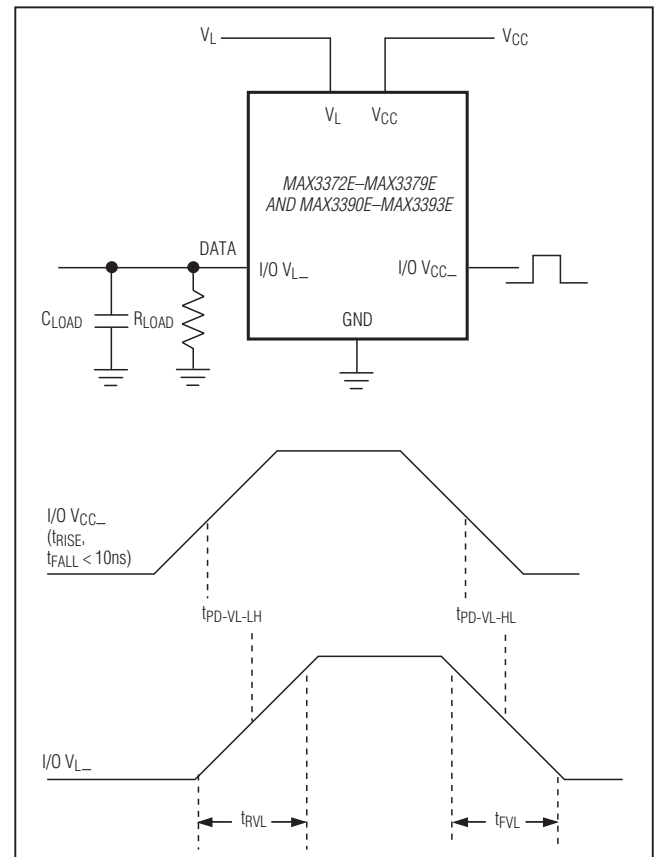 VL
VCC
VL VCC
MAX3372E–MAX3379E
AND MAX3390E–MAX3393E
DATA
I/O VL_ I/O VCC_
CLOAD RLOAD
GND
I/O VCC_
(tRISE,
tFALL < 10ns)
tPD-VL-LH tPD-VL-HL
I/O VL_
tRVL tFVL